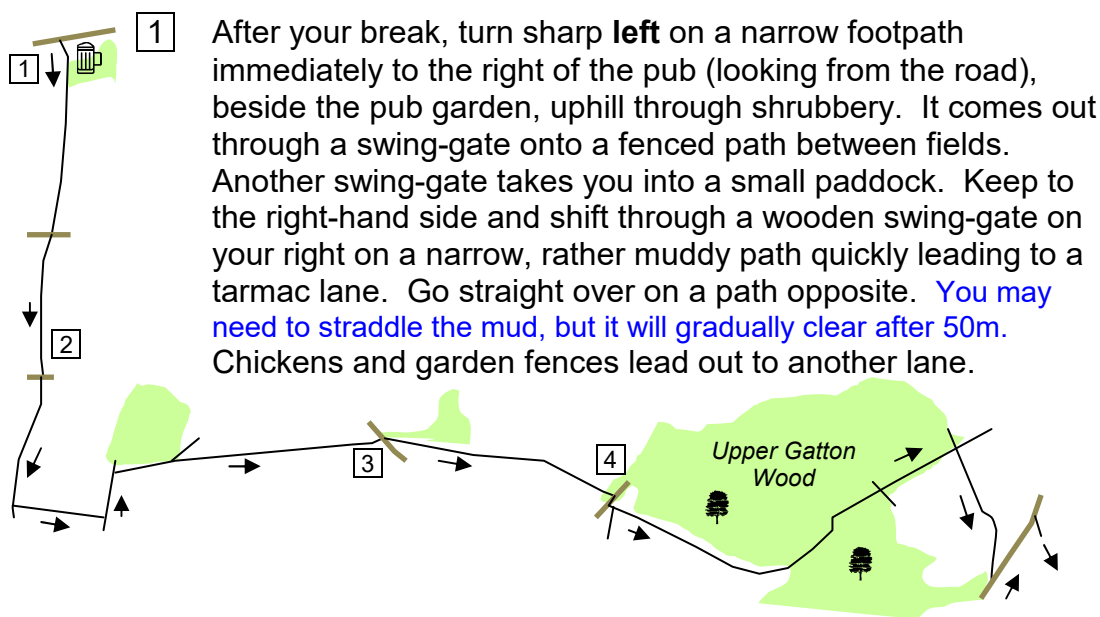 1 After your break, turn sharp left on a narrow footpath
immediately to the right of the pub (looking from the road),
beside the pub garden, uphill through shrubbery. It comes out
through a swing-gate onto a fenced path between fields.
Another swing-gate takes you into a small paddock. Keep to
the right-hand side and shift through a wooden swing-gate on
your right on a narrow, rather muddy path quickly leading to a
tarmac lane. Go straight over on a path opposite. You may
need to straddle the mud, but it will gradually clear after 50m.
Chickens and garden fences lead out to another lane.
1
2
3
4
Upper Gatton
Wood